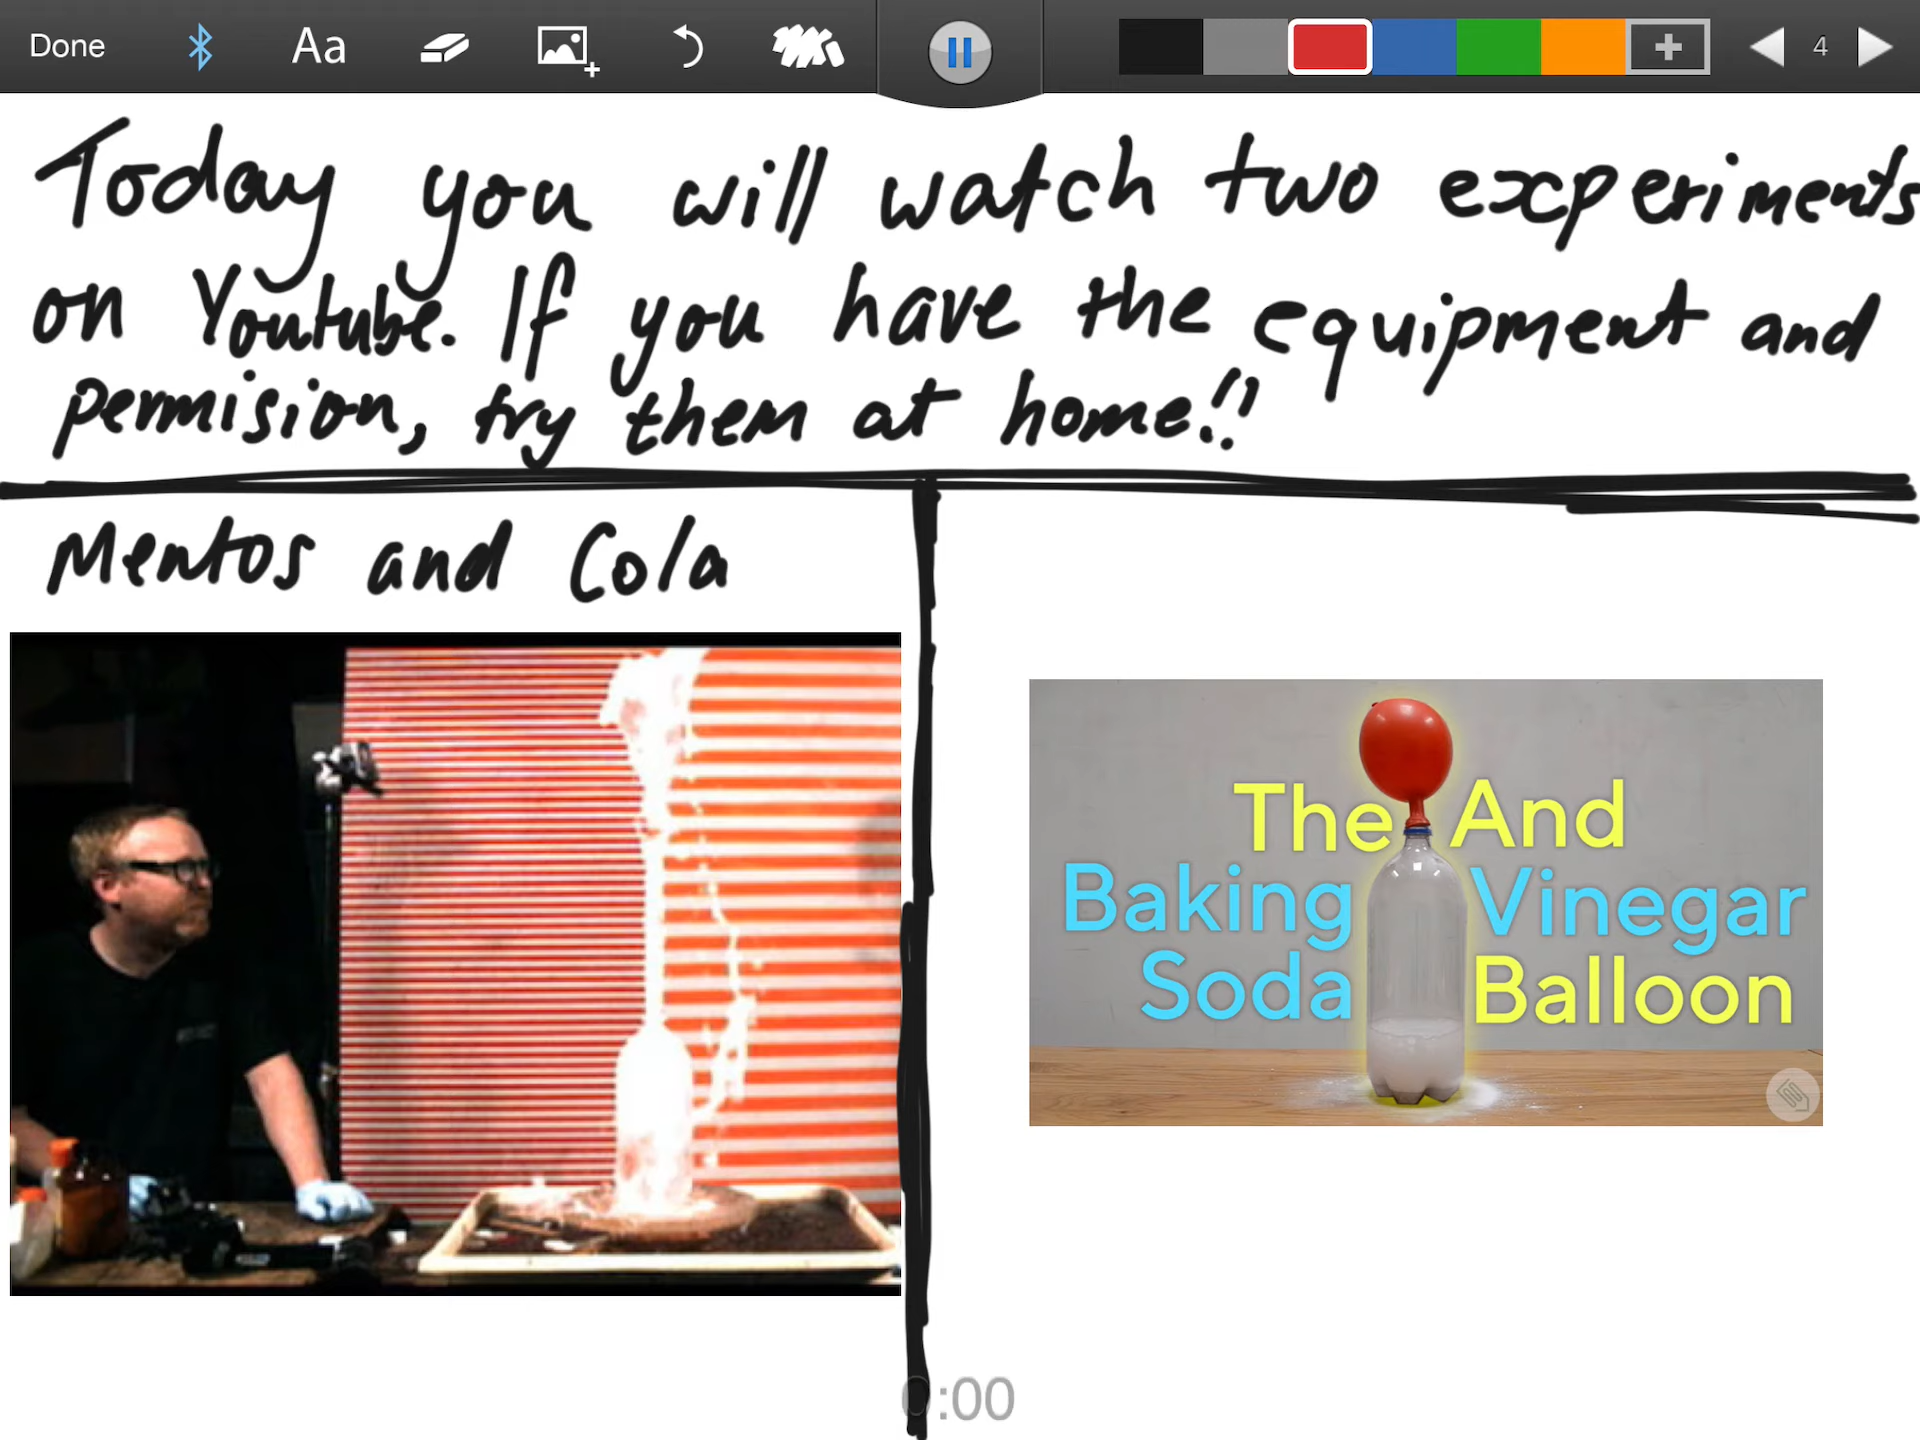 Done
Aa
4
Today you will watch two experiments
on Youtube. If you have the equipment and
permision, try them at home!!
Mentos and Cola
The And
Baking Vinegar
Soda Balloon
0:00